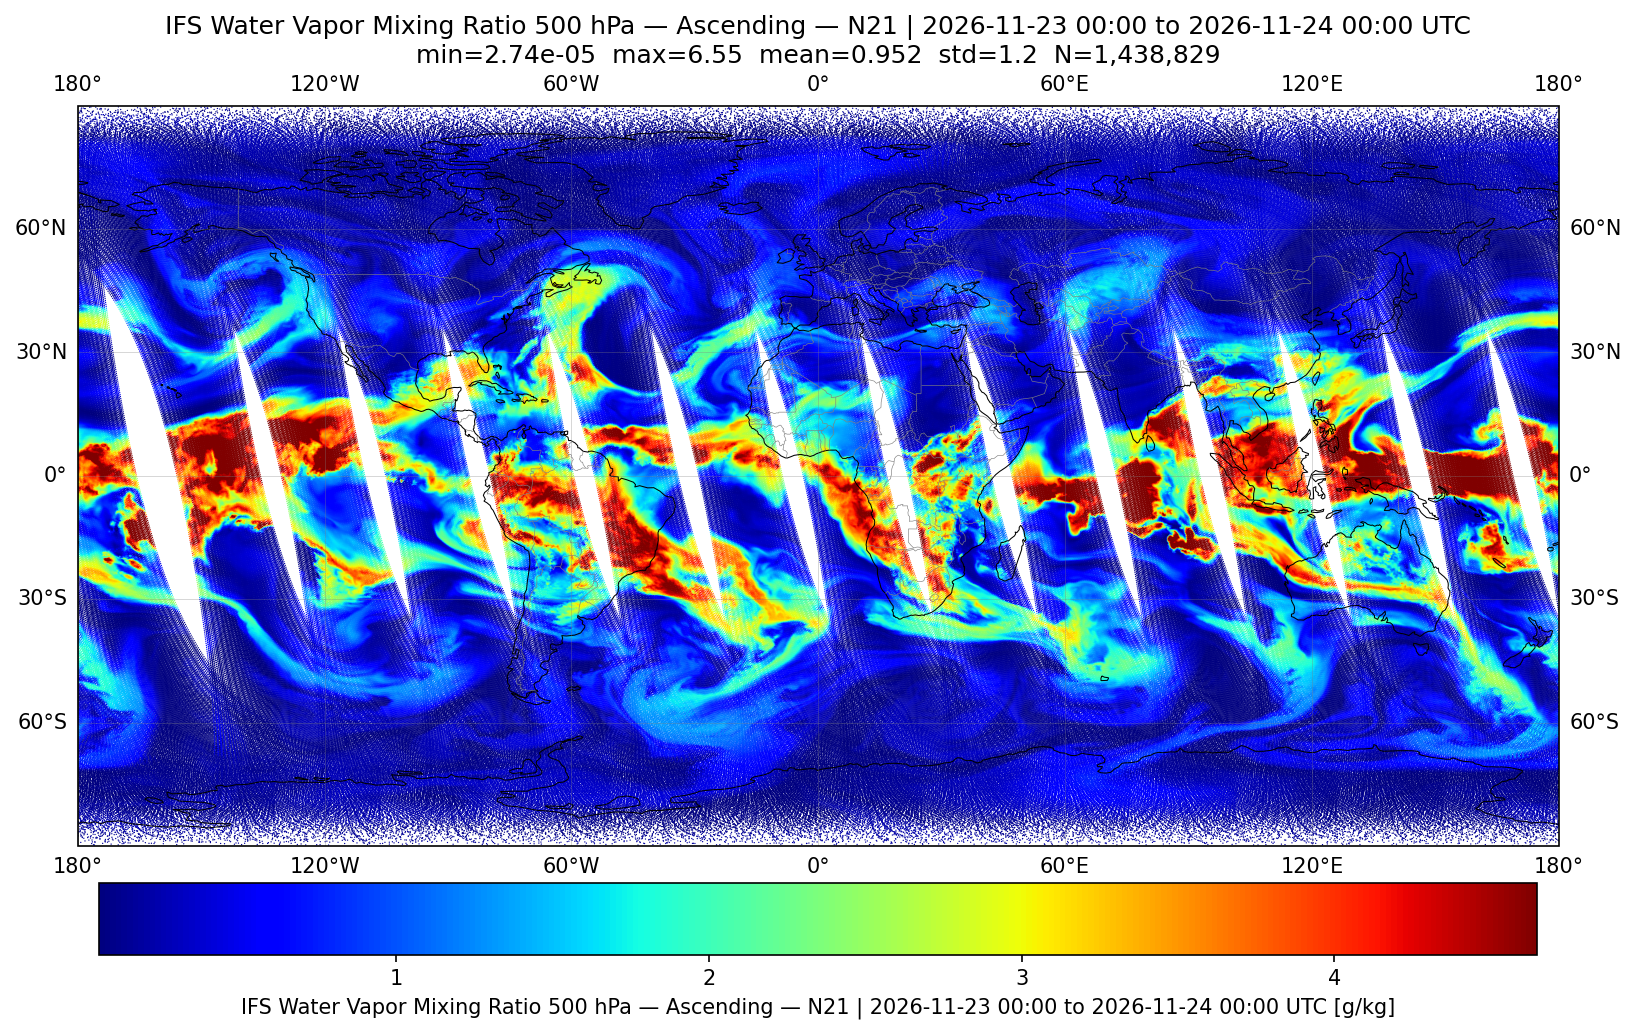 IFS Water Vapor Mixing Ratio 500 hPa — Ascending — N21 | 2026-11-23 00:00 to 2026-11-24 00:00 UTC
min=2.74e-05 max=6.55 mean=0.952 std=1.2 N=1,438,829
180° 120°W 60°W 0° 60°E 120°E 180°
60°N 60°N
30°N 30°N
0° 0°
30°S 30°S
60°S 60°S
180° 120°W 60°W 0° 60°E 120°E 180°
1 2 3 4
IFS Water Vapor Mixing Ratio 500 hPa — Ascending — N21 | 2026-11-23 00:00 to 2026-11-24 00:00 UTC [g/kg]